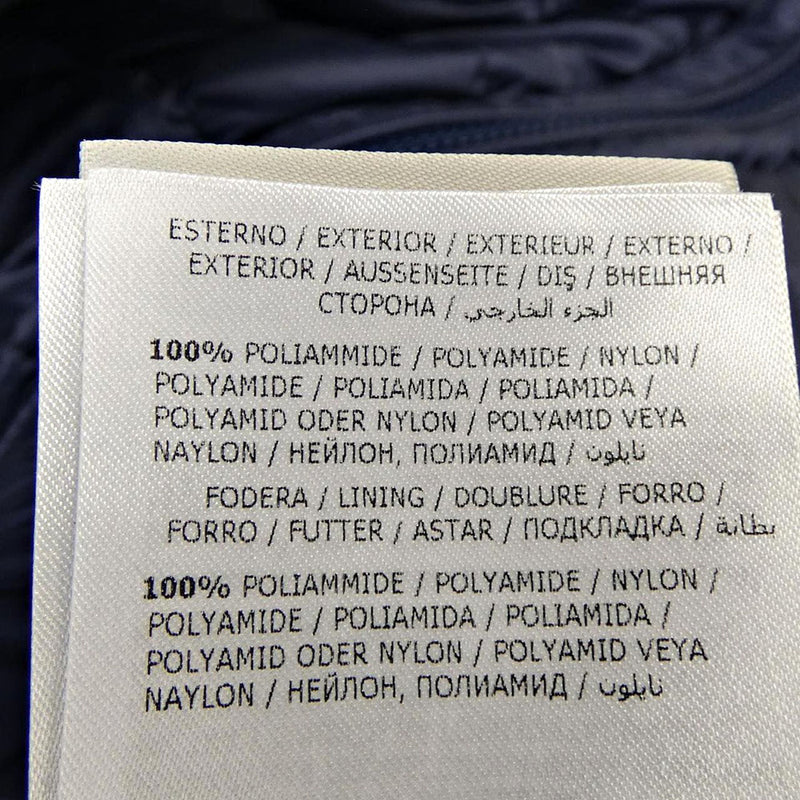 ESTERNO / EXTERIOR / EXTERIEUR / EXTERNO /
EXTERIOR / AUSSENSEITE / DIŞ / ВНЕШНЯЯ
СТОРОНА / الجزء الخارجي
100% POLIAMMIDE / POLYAMIDE / NYLON /
POLYAMIDE / POLIAMIDA / POLIAMIDA /
POLYAMID ODER NYLON / POLYAMID VEYA
NAYLON / НЕЙЛОН, ПОЛИАМИД / نايلون
FODERA / LINING / DOUBLURE / FORRO /
FORRO / FUTTER / ASTAR / ПОДКЛАДКА / بطانة
100% POLIAMMIDE / POLYAMIDE / NYLON /
POLYAMIDE / POLIAMIDA / POLIAMIDA /
POLYAMID ODER NYLON / POLYAMID VEYA
NAYLON / НЕЙЛОН, ПОЛИАМИД / نايلون